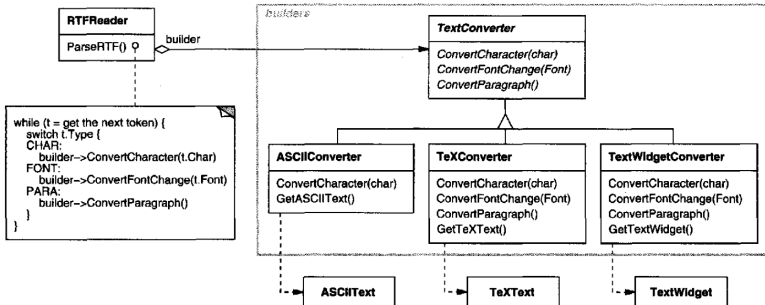 RTFReader
ParseRTF()
builder
builders
TextConverter
ConvertCharacter(char)
ConvertFontChange(Font)
ConvertParagraph()
while (t = get the next token) {
switch t.Type {
CHAR:
builder->ConvertCharacter(t.Char)
FONT:
builder->ConvertFontChange(t.Font)
PARA:
builder->ConvertParagraph()
}
}
ASCIIConverter
ConvertCharacter(char)
GetASCIIText()
TeXConverter
ConvertCharacter(char)
ConvertFontChange(Font)
ConvertParagraph()
GetTeXText()
TextWidgetConverter
ConvertCharacter(char)
ConvertFontChange(Font)
ConvertParagraph()
GetTextWidget()
ASCIIText
TeXText
TextWidget